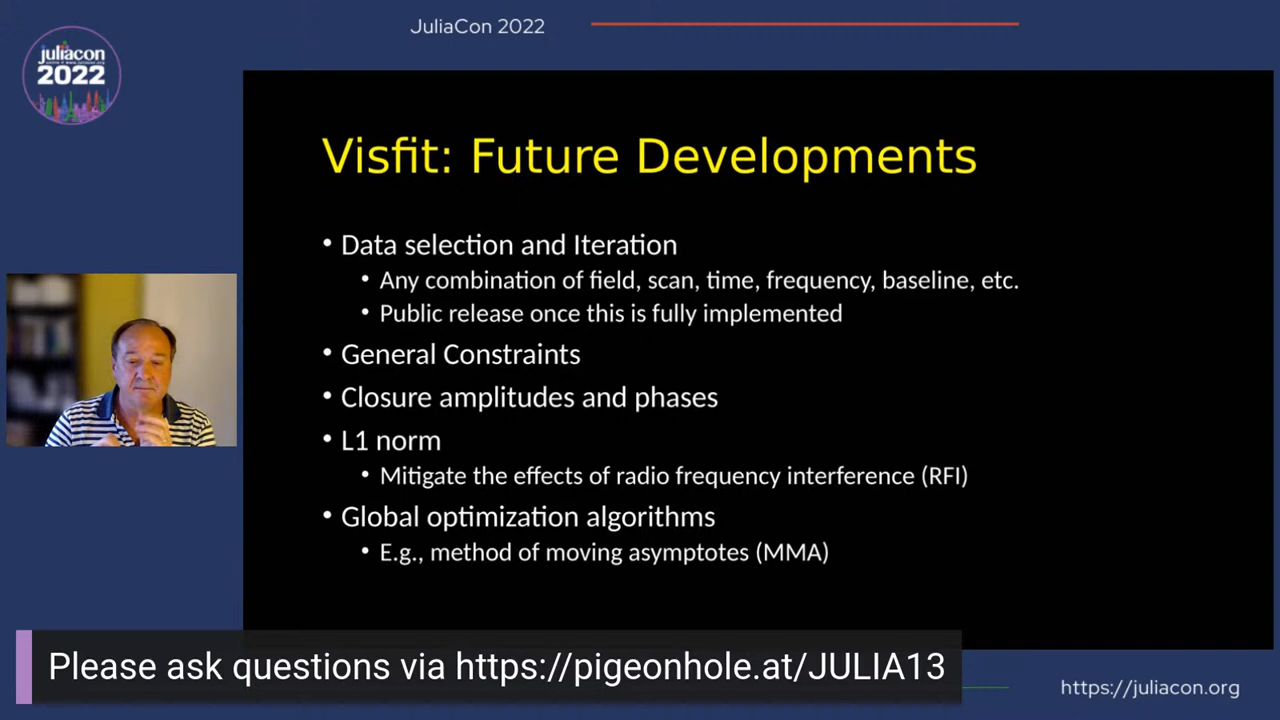 JuliaCon 2022
juliacon
2022
Visfit: Future Developments
• Data selection and Iteration
• Any combination of field, scan, time, frequency, baseline, etc.
• Public release once this is fully implemented
• General Constraints
• Closure amplitudes and phases
• L1 norm
• Mitigate the effects of radio frequency interference (RFI)
• Global optimization algorithms
• E.g., method of moving asymptotes (MMA)
Please ask questions via https://pigeonhole.at/JULIA13
https://juliacon.org